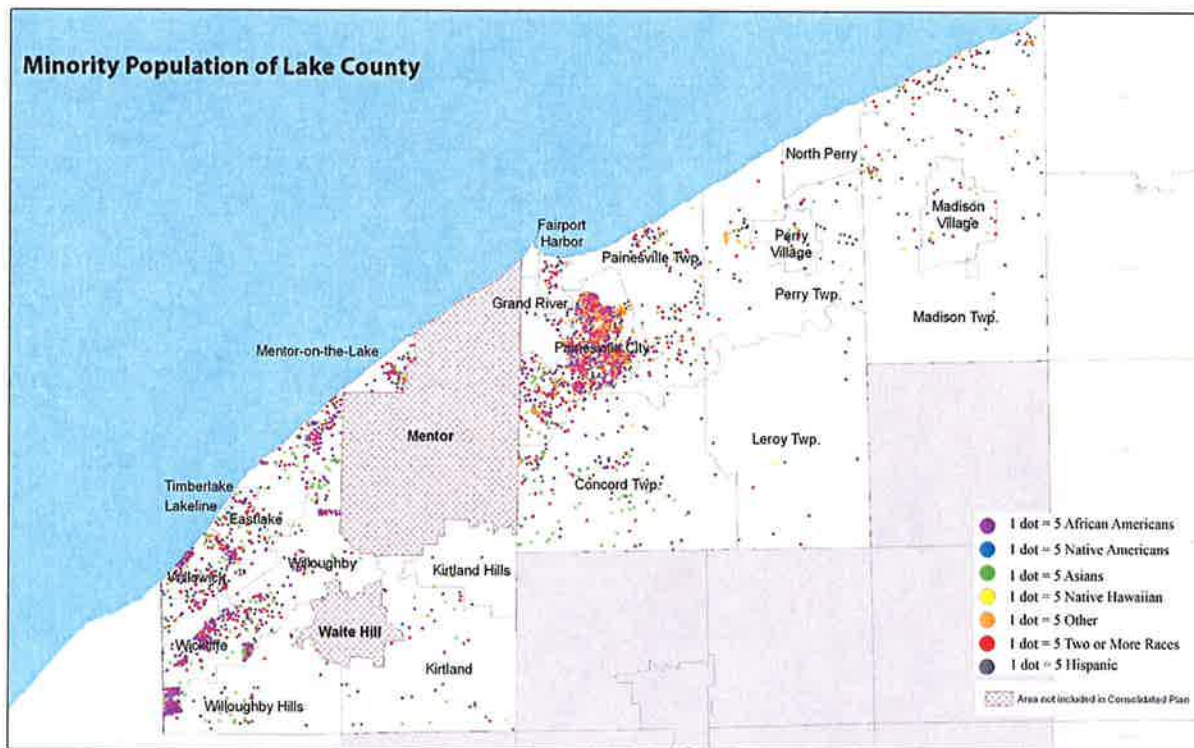 Minority Population of Lake County
North Perry
Madison
Village
Fairport
Harbor
Perry
Village
Painesville Twp.
Grand River
Perry Twp.
Madison Twp.
Painesville City
Mentor-on-the-Lake
Mentor
Leroy Twp.
Concord Twp.
Timberlake
Lakeline
Eastlake
Willoughby
Kirtland Hills
Willowick
Waite Hill
Wickliffe
Kirtland
Willoughby Hills
1 dot = 5 African Americans
1 dot = 5 Native Americans
1 dot = 5 Asians
1 dot = 5 Native Hawaiian
1 dot = 5 Other
1 dot = 5 Two or More Races
1 dot = 5 Hispanic
Area not included in Consolidated Plan